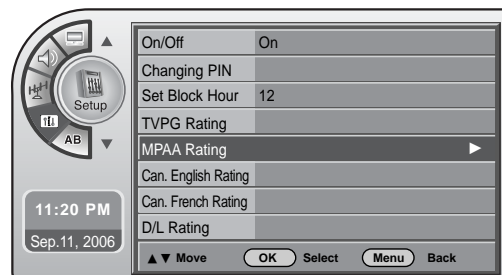 Setup
AB
11:20 PM
Sep.11, 2006
On/Off On
Changing PIN
Set Block Hour 12
TVPG Rating
MPAA Rating ►
Can. English Rating
Can. French Rating
D/L Rating
▲▼ Move OK Select Menu Back